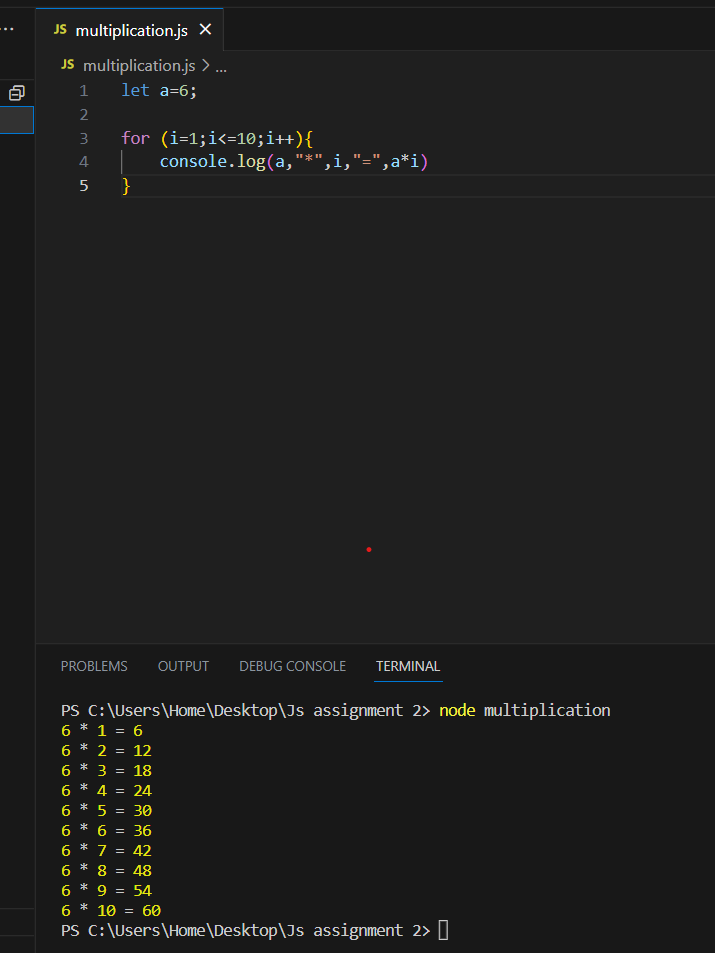 ...
JS multiplication.js ×
JS multiplication.js > ...
1 let a=6;
2
3 for (i=1;i<=10;i++){
4     console.log(a,"*",i,"=",a*i)
5 }
PROBLEMS OUTPUT DEBUG CONSOLE TERMINAL
PS C:\Users\Home\Desktop\Js assignment 2> node multiplication
6 * 1 = 6
6 * 2 = 12
6 * 3 = 18
6 * 4 = 24
6 * 5 = 30
6 * 6 = 36
6 * 7 = 42
6 * 8 = 48
6 * 9 = 54
6 * 10 = 60
PS C:\Users\Home\Desktop\Js assignment 2>